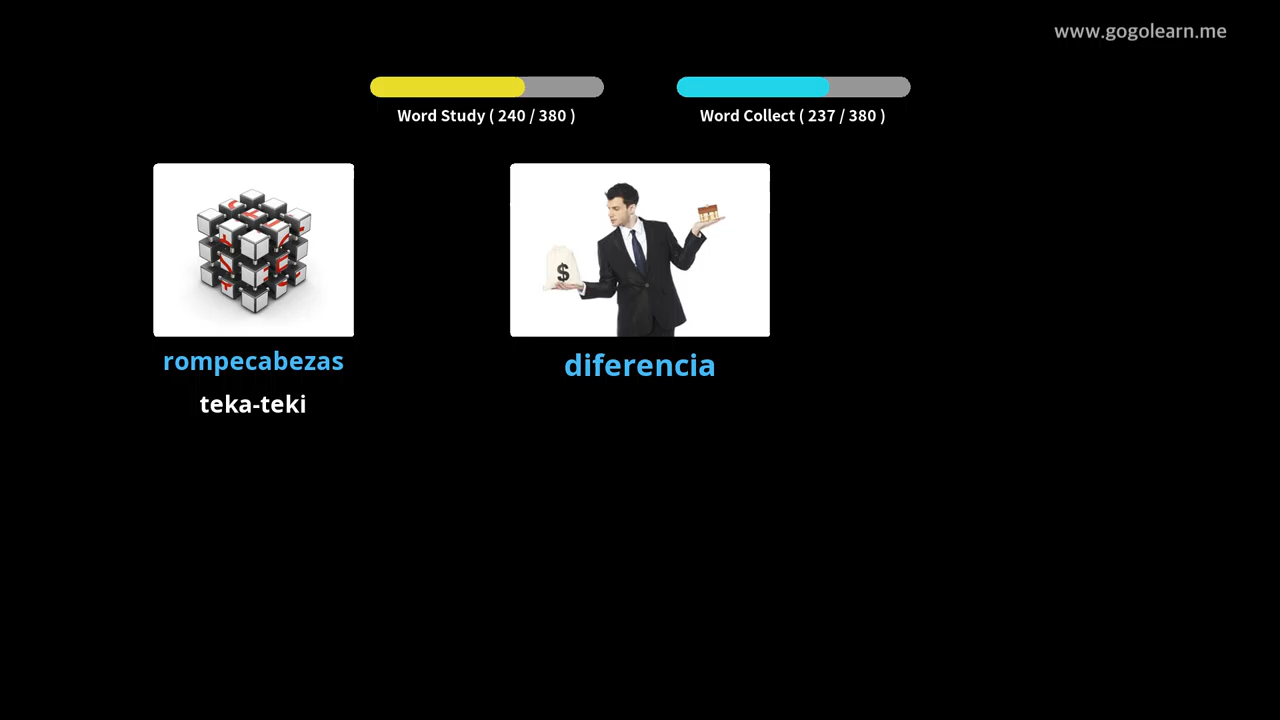 www.gogolearn.me
Word Study ( 240 / 380 )
Word Collect ( 237 / 380 )
$
rompecabezas
diferencia
teka-teki